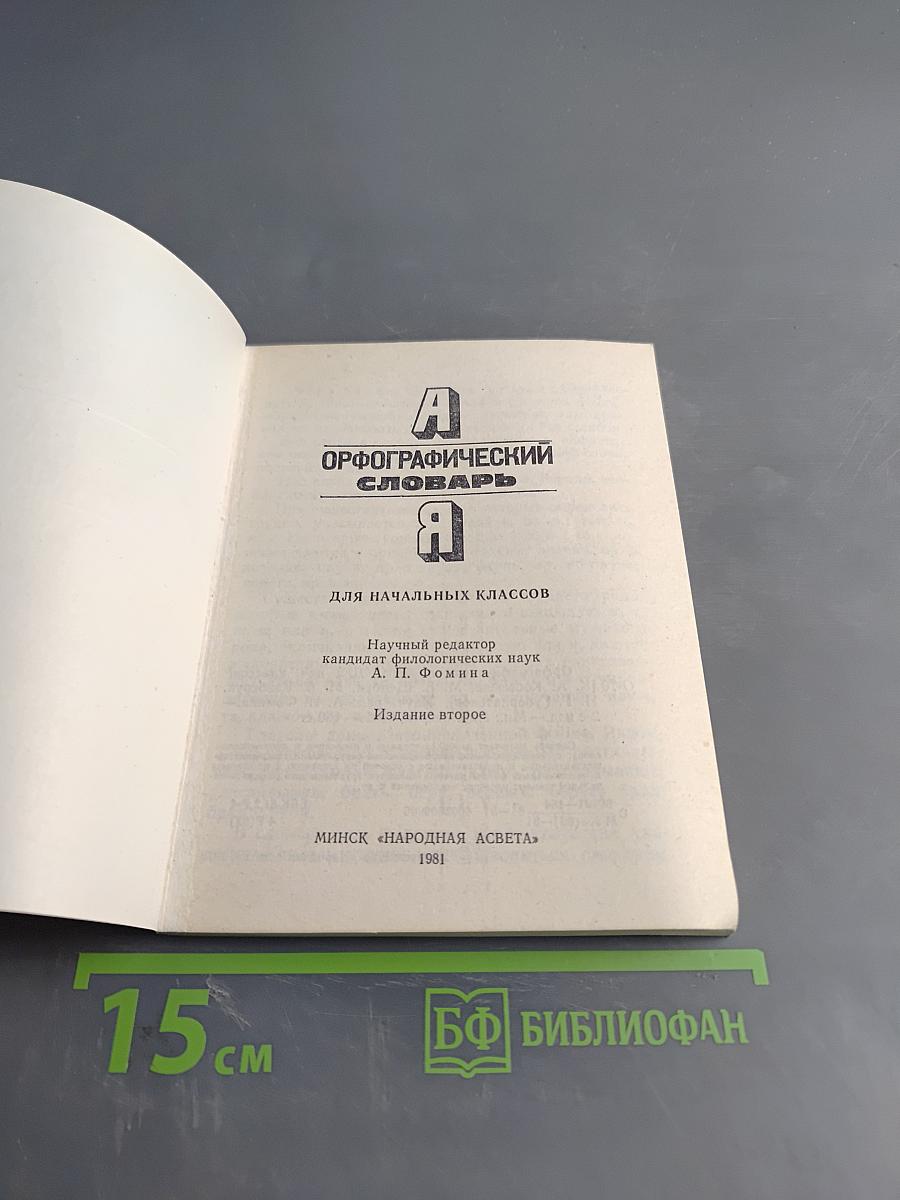 А
ОРФОГРАФИЧЕСКИЙ
СЛОВАРЬ
Я
ДЛЯ НАЧАЛЬНЫХ КЛАССОВ
Научный редактор
кандидат филологических наук
А. П. Фомина
Издание второе
МИНСК «НАРОДНАЯ АСВЕТА»
1981
15 см
БФ БИБЛИОФАН